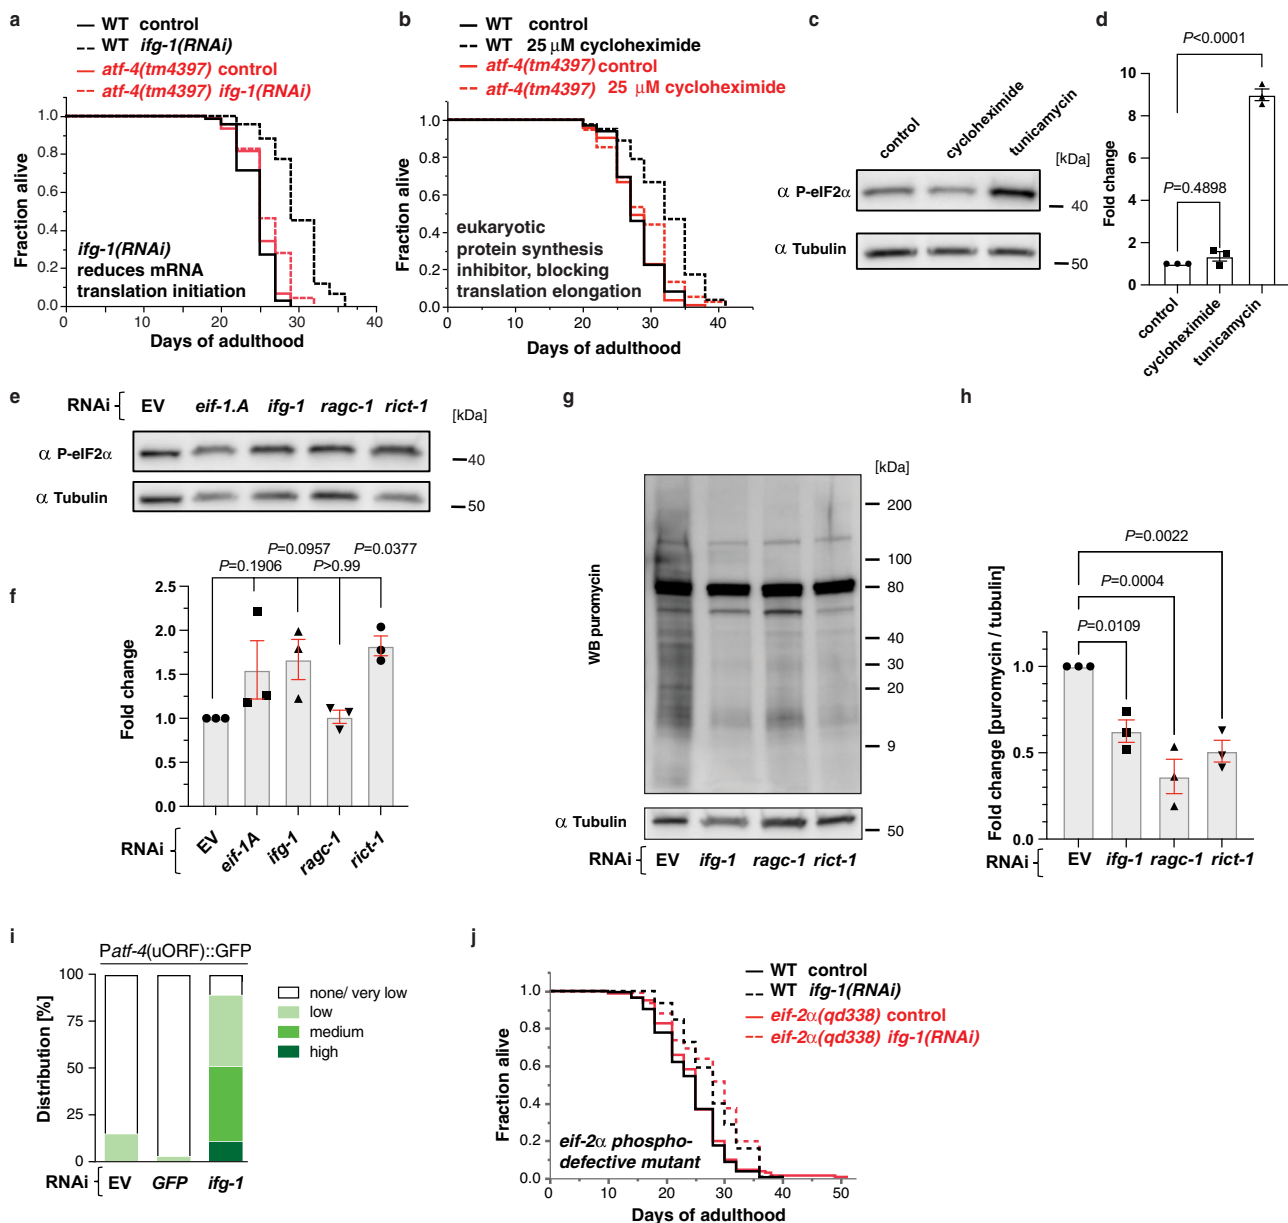 a
WT control
WT ifg-1(RNAi)
atf-4(tm4397) control
atf-4(tm4397) ifg-1(RNAi)
Fraction alive
1.0
0.8
0.6
0.4
0.2
0.0
ifg-1(RNAi)
reduces mRNA
translation initiation
0 10 20 30 40
Days of adulthood
b
WT control
WT 25 μM cycloheximide
atf-4(tm4397) control
atf-4(tm4397) 25 μM cycloheximide
Fraction alive
1.0
0.8
0.6
0.4
0.2
0.0
eukaryotic
protein synthesis
inhibitor, blocking
translation elongation
0 10 20 30 40
Days of adulthood
c
control
cycloheximide
tunicamycin
[kDa]
α P-eIF2α
40
α Tubulin
50
d
P<0.0001
P=0.4898
Fold change
10
8
6
4
2
0
control
cycloheximide
tunicamycin
e
RNAi EV eif-1.A ifg-1 ragc-1 rict-1
[kDa]
α P-eIF2α
40
α Tubulin
50
f
P=0.0957 P=0.0377
P=0.1906 P>0.99
Fold change
2.5
2.0
1.5
1.0
0.5
0.0
RNAi
EV
eif-1A
ifg-1
ragc-1
rict-1
g
[kDa]
WB puromycin
200
100
80
40
30
20
9
α Tubulin
50
RNAi EV ifg-1 ragc-1 rict-1
h
P=0.0022
P=0.0004
P=0.0109
Fold change [puromycin / tubulin]
1.0
0.5
0.0
RNAi EV ifg-1 ragc-1 rict-1
i
Patf-4(uORF)::GFP
Distribution [%]
100
75
50
25
0
none/ very low
low
medium
high
RNAi EV GFP ifg-1
j
WT control
WT ifg-1(RNAi)
eif-2α(qd338) control
eif-2α(qd338) ifg-1(RNAi)
Fraction alive
1.0
0.8
0.6
0.4
0.2
0.0
eif-2α phospho-
defective mutant
0 10 20 30 40 50
Days of adulthood